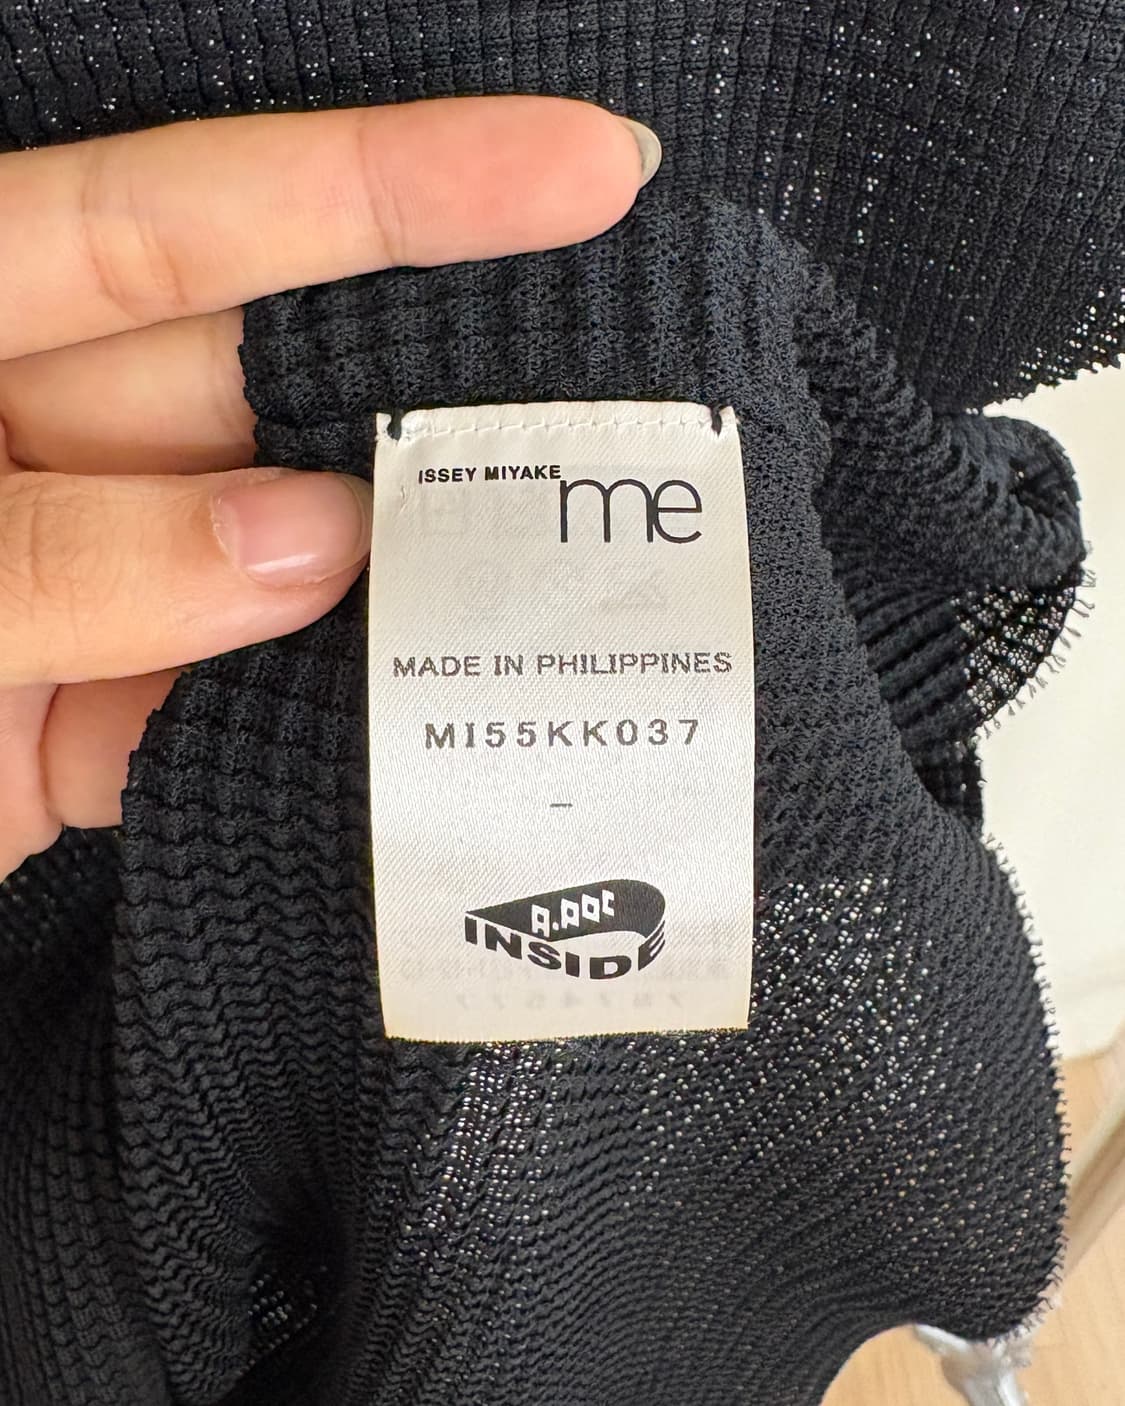 ISSEY MIYAKE
me
MADE IN PHILIPPINES
MI55KK037
–
A.POC
INSIDE